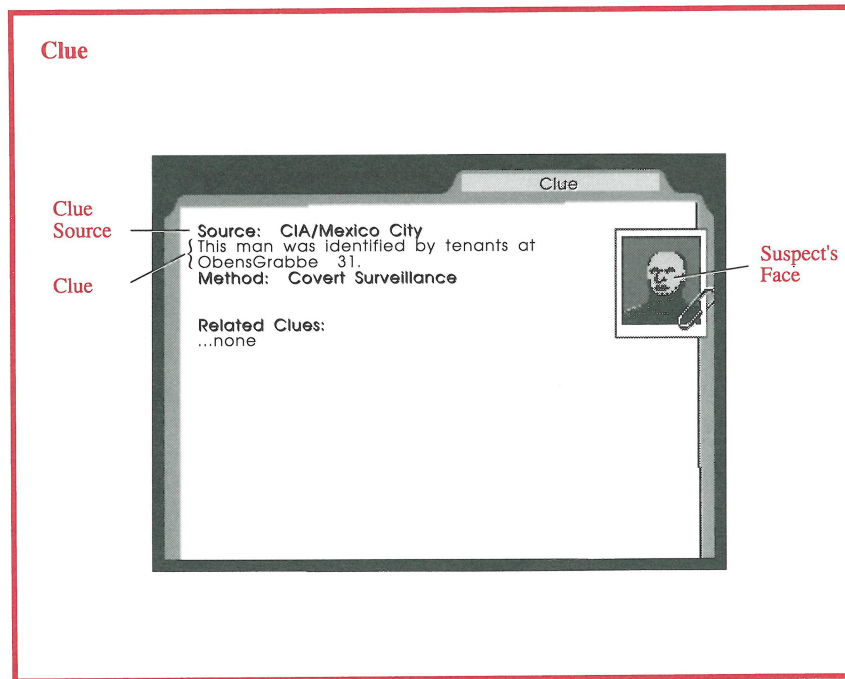 Clue
Clue
Clue
Source
Source: CIA/Mexico City
This man was identified by tenants at
ObensGrabbe 31.
Clue
Method: Covert Surveillance
Suspect's
Face
Related Clues:
...none